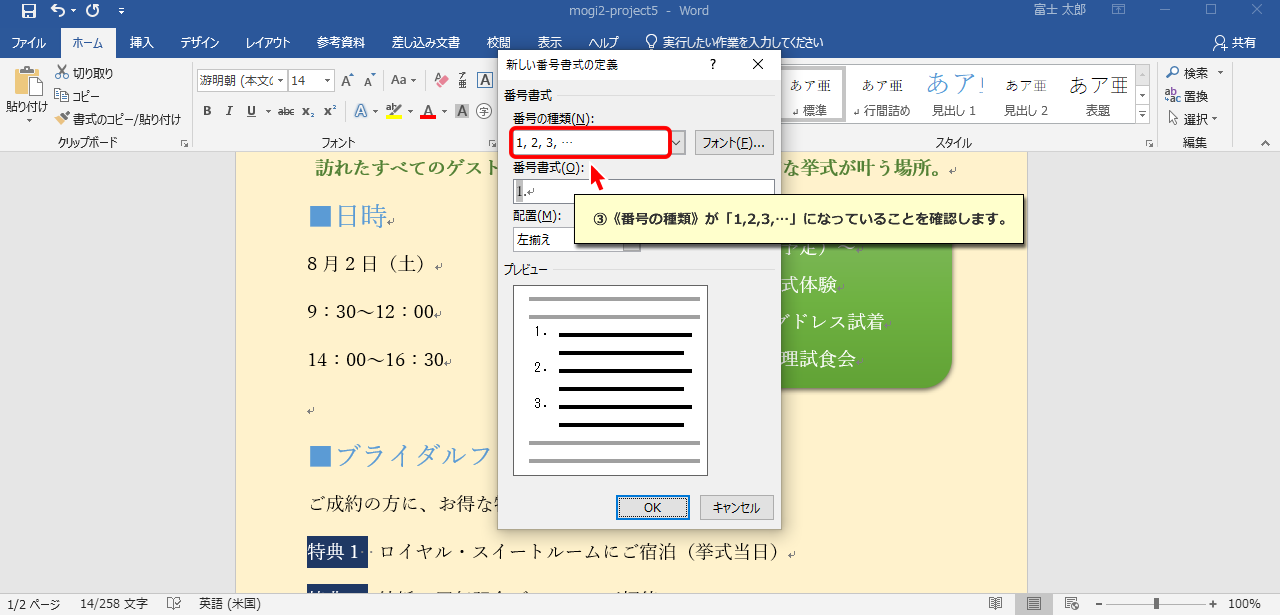 mogi2-project5 - Word
富士 太郎
ファイル ホーム 挿入 デザイン レイアウト 参考資料 差し込み文書 校閲 表示 ヘルプ 実行したい作業を入力してください 共有
貼り付け
切り取り
コピー
書式のコピー/貼り付け
クリップボード
游明朝 (本文の 14
フォント
あア亜 標準
あア亜 行間詰め
あア! 見出し 1
あア亜 見出し 2
あア亜 表題
スタイル
検索
置換
選択
編集
新しい番号書式の定義 ?
番号書式
番号の種類(N):
1, 2, 3, …
フォント(F)...
番号書式(O):
1.
配置(M):
左揃え
③《番号の種類》が「1,2,3,…」になっていることを確認します。
プレビュー
1.
2.
3.
OK キャンセル
訪れたすべてのゲスト
な挙式が叶う場所。
■日時
8月2日（土）
9：30～12：00
14：00～16：30
予定）～
式体験
ドレス試着
理試食会
■ブライダルフ
ご成約の方に、お得な
特典1 ロイヤル・スイートルームにご宿泊（挙式当日）
1/2 ページ 14/258 文字 英語 (米国) 100%